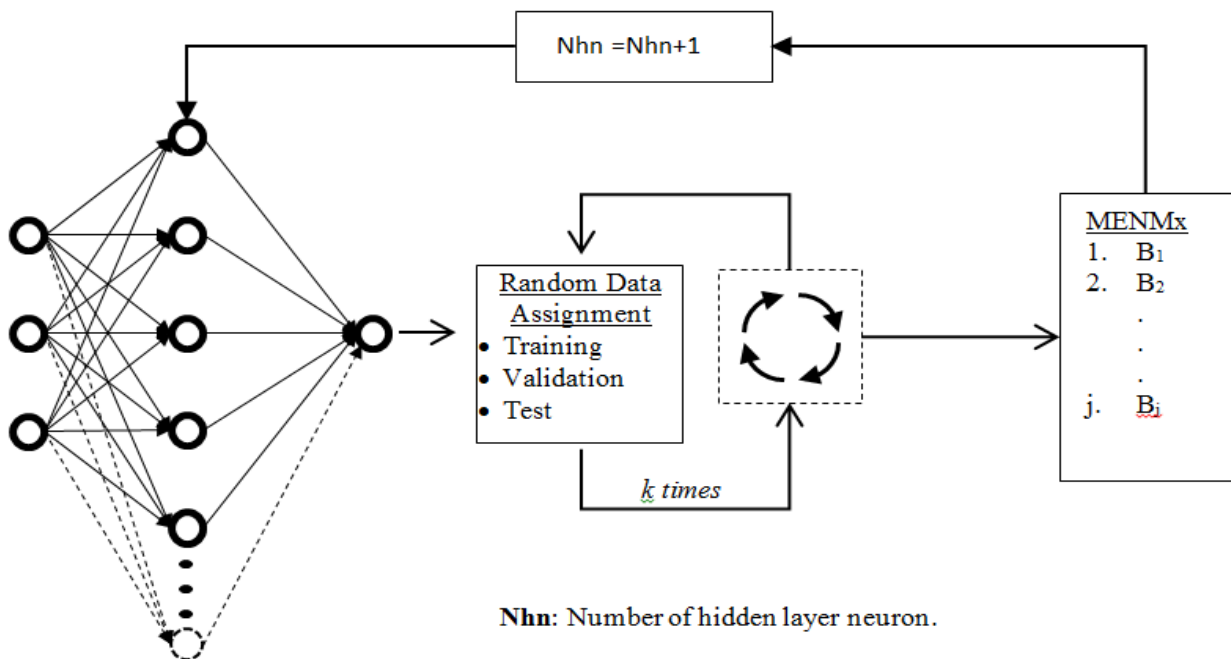 Nhn =Nhn+1
Random Data
Assignment
• Training
• Validation
• Test
k times
MENMx
1. B₁
2. B₂
.
.
.
j. Bⱼ
Nhn: Number of hidden layer neuron.